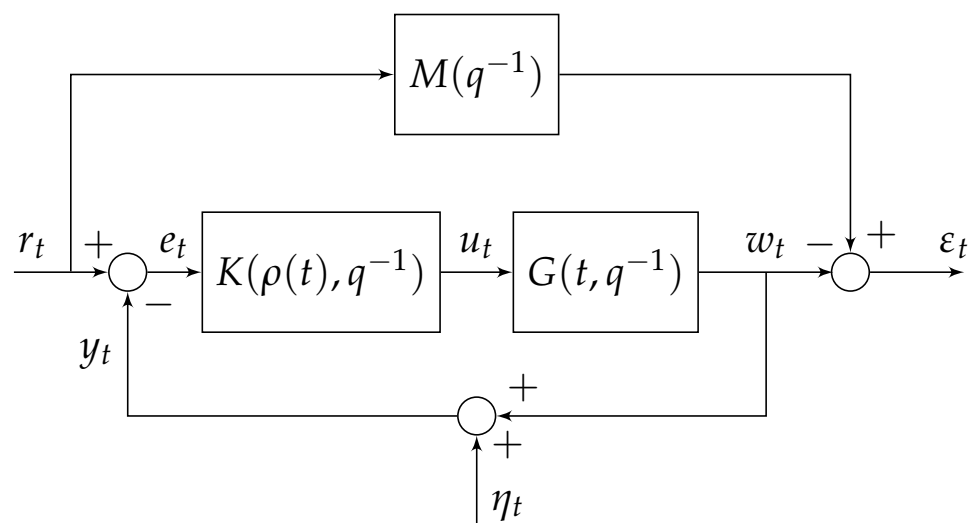 M(q⁻¹)
r_t
+
e_t
K(ρ(t), q⁻¹)
u_t
G(t, q⁻¹)
w_t
−
+
ε_t
−
y_t
+
+
η_t